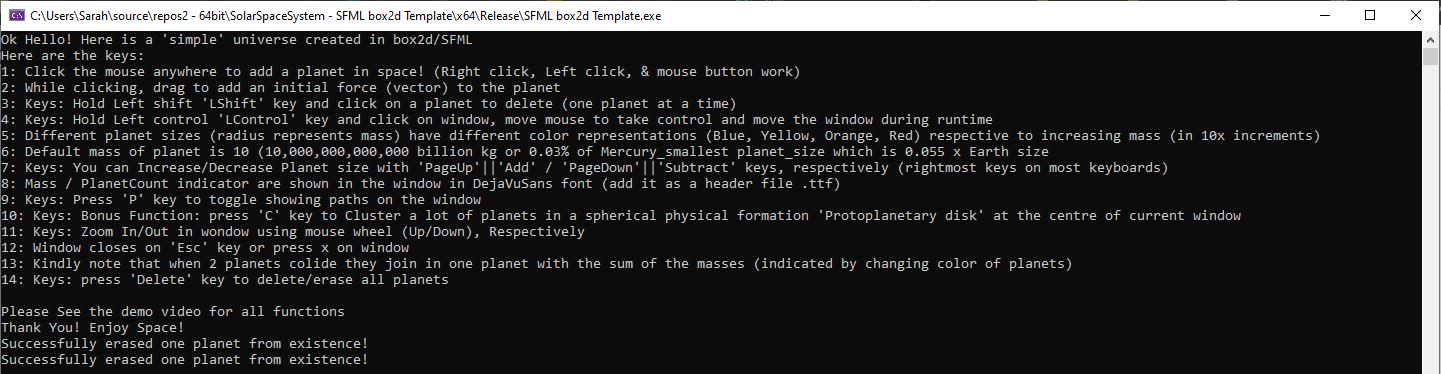 C:\Users\Sarah\source\repos2 - 64bit\SolarSpaceSystem - SFML box2d Template\x64\Release\SFML box2d Template.exe
Ok Hello! Here is a 'simple' universe created in box2d/SFML
Here are the keys:
1: Click the mouse anywhere to add a planet in space! (Right click, Left click, & mouse button work)
2: While clicking, drag to add an initial force (vector) to the planet
3: Keys: Hold Left shift 'LShift' key and click on a planet to delete (one planet at a time)
4: Keys: Hold Left control 'LControl' key and click on window, move mouse to take control and move the window during runtime
5: Different planet sizes (radius represents mass) have different color representations (Blue, Yellow, Orange, Red) respective to increasing mass (in 10x increments)
6: Default mass of planet is 10 (10,000,000,000,000 billion kg or 0.03% of Mercury_smallest planet_size which is 0.055 x Earth size
7: Keys: You can Increase/Decrease Planet size with 'PageUp'||'Add' / 'PageDown'||'Subtract' keys, respectively (rightmost keys on most keyboards)
8: Mass / PlanetCount indicator are shown in the window in DejaVuSans font (add it as a header file .ttf)
9: Keys: Press 'P' key to toggle showing paths on the window
10: Keys: Bonus Function: press 'C' key to Cluster a lot of planets in a spherical physical formation 'Protoplanetary disk' at the centre of current window
11: Keys: Zoom In/Out in wondow using mouse wheel (Up/Down), Respectively
12: Window closes on 'Esc' key or press x on window
13: Kindly note that when 2 planets colide they join in one planet with the sum of the masses (indicated by changing color of planets)
14: Keys: press 'Delete' key to delete/erase all planets
Please See the demo video for all functions
Thank You! Enjoy Space!
Successfully erased one planet from existence!
Successfully erased one planet from existence!